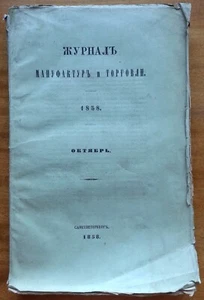 ЖУРНАЛЪ
МАНУФАКТУРЪ и ТОРГОВЛИ.
1858.
ОКТЯБРЬ.
САНКТПЕТЕРБУРГЪ.
1858.